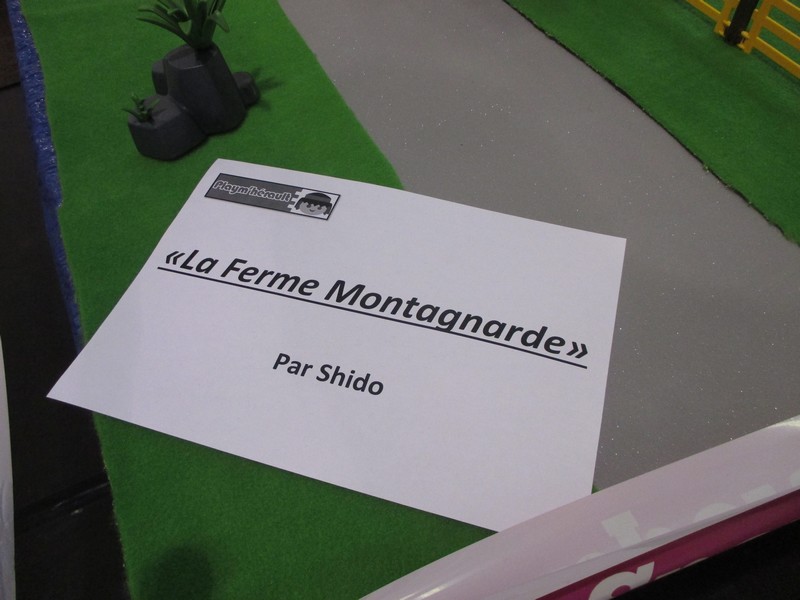 Playm'hérault
«La Ferme Montagnarde»
Par Shido